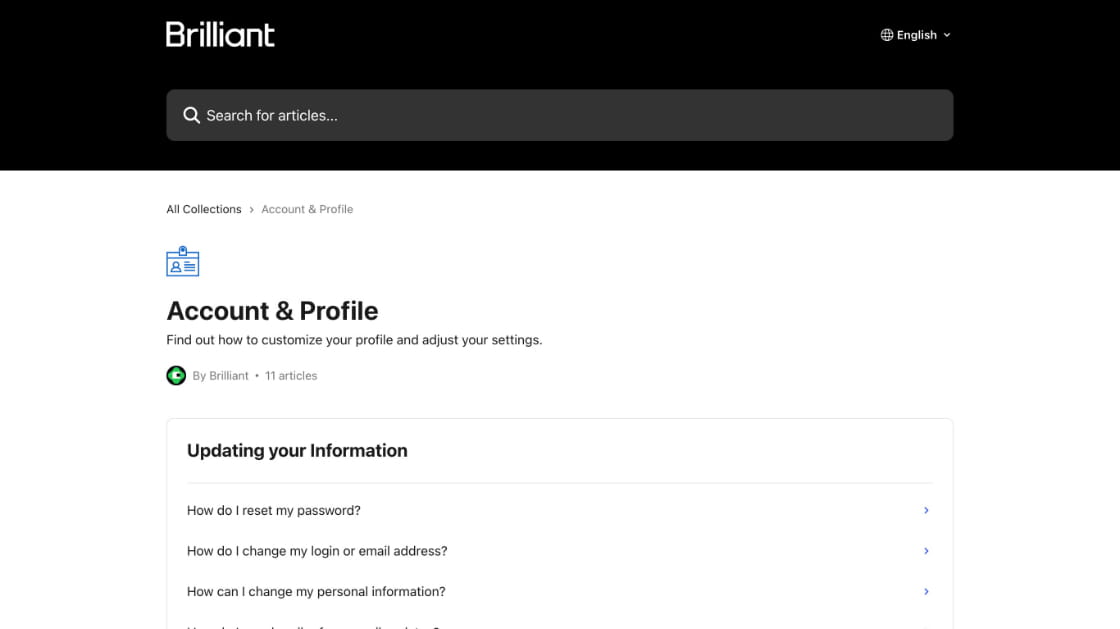 Brilliant
English
Search for articles...
All Collections > Account & Profile
Account & Profile
Find out how to customize your profile and adjust your settings.
By Brilliant • 11 articles
Updating your Information
How do I reset my password?
How do I change my login or email address?
How can I change my personal information?